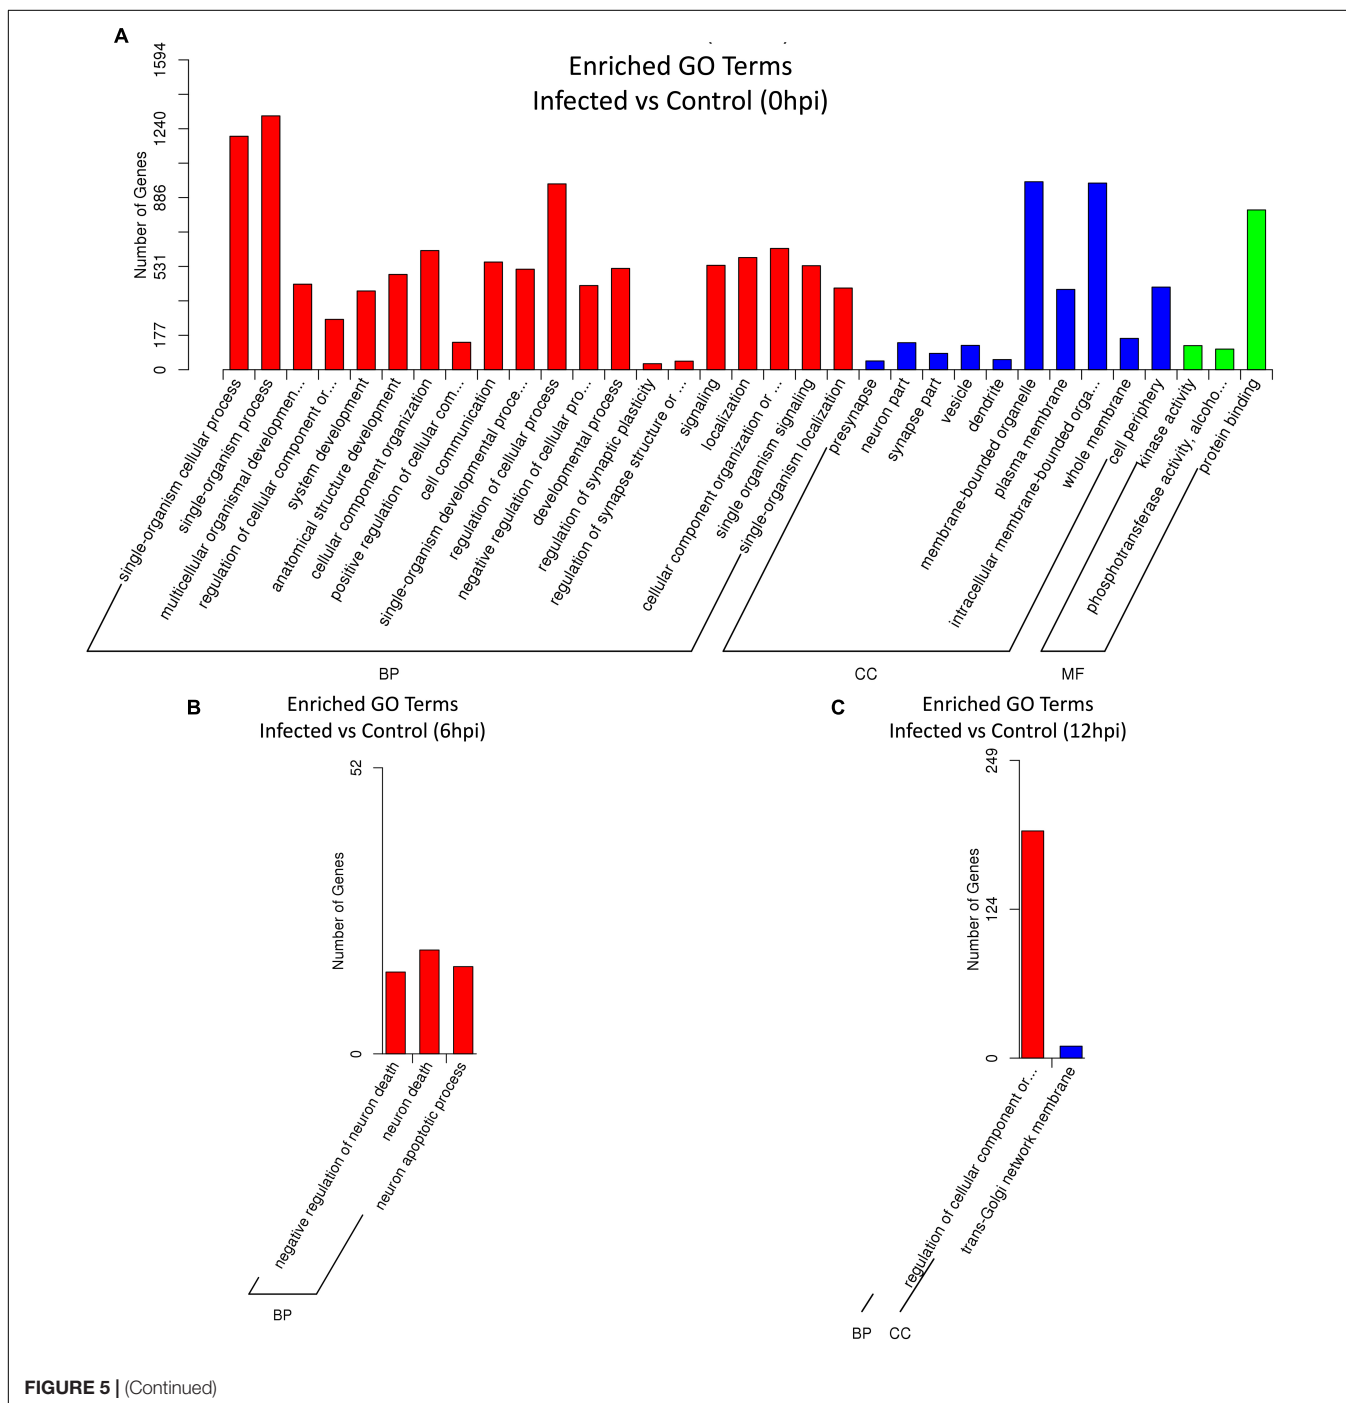 A
Enriched GO Terms
Infected vs Control (0hpi)
Number of Genes
1594
1240
886
531
177
0
single-organism cellular process
single-organism process
multicellular organismal developmen...
regulation of cellular component or...
system development
anatomical structure development
cellular component organization
positive regulation of cellular com...
cell communication
single-organism developmental proce...
regulation of cellular process
negative regulation of cellular pro...
developmental process
regulation of synaptic plasticity
regulation of synapse structure or ...
signaling
localization
cellular component organization or ...
single organism signaling
single-organism localization
presynapse
neuron part
synapse part
vesicle
dendrite
membrane-bounded organelle
plasma membrane
intracellular membrane-bounded orga...
whole membrane
cell periphery
kinase activity
phosphotransferase activity, alcoho...
protein binding
BP
CC
MF
B
Enriched GO Terms
Infected vs Control (6hpi)
Number of Genes
52
0
negative regulation of neuron death
neuron death
neuron apoptotic process
BP
C
Enriched GO Terms
Infected vs Control (12hpi)
Number of Genes
249
124
0
regulation of cellular component or...
trans-Golgi network membrane
BP
CC
FIGURE 5 | (Continued)